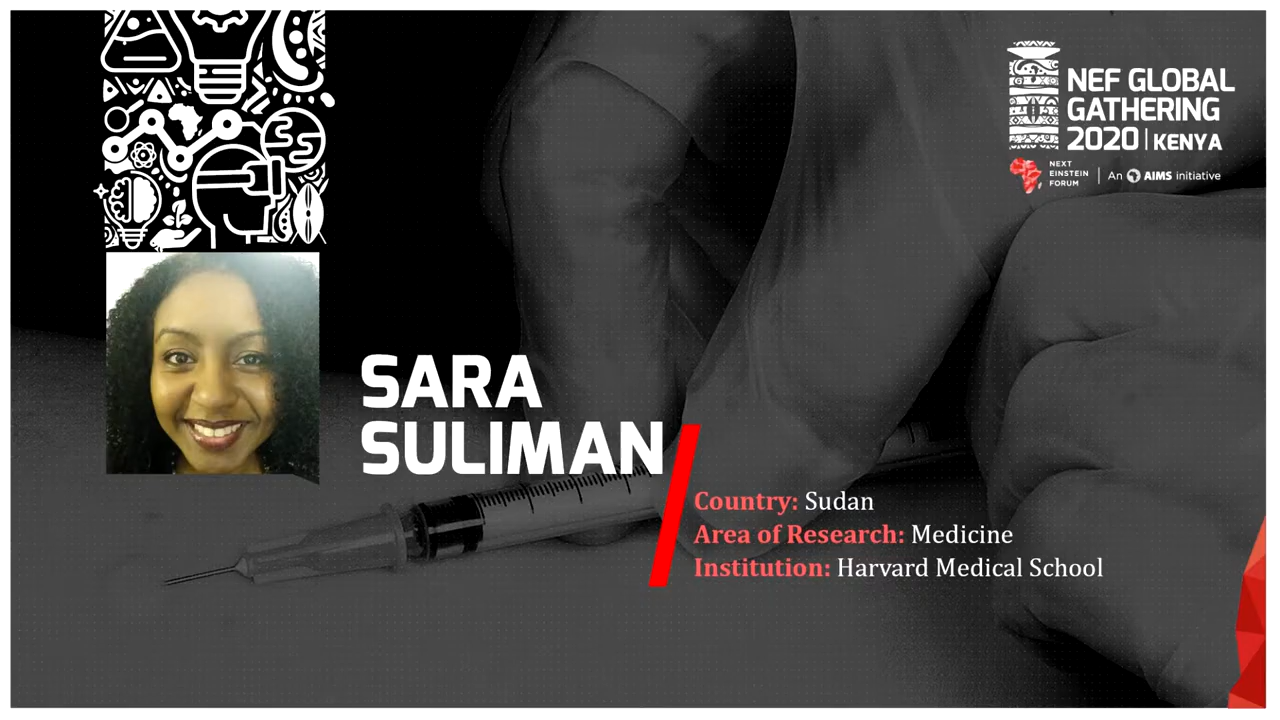 NEF GLOBAL
GATHERING
2020 | KENYA
NEXT
EINSTEIN
FORUM
An AIMS initiative
SARA
SULIMAN
Country: Sudan
Area of Research: Medicine
Institution: Harvard Medical School